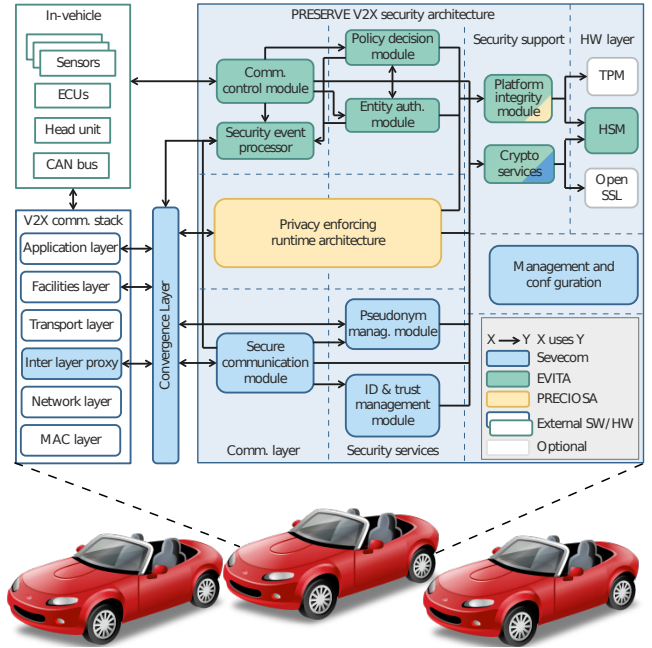 In-vehicle
Sensors
ECUs
Head unit
CAN bus
V2X comm. stack
Application layer
Facilities layer
Transport layer
Inter layer proxy
Network layer
MAC layer
Convergence Layer
PRESERVE V2X security architecture
Comm.
control module
Security event
processor
Policy decision
module
Entity auth.
module
Privacy enforcing
runtime architecture
Secure
communication
module
Pseudonym
manag. module
ID & trust
management
module
Comm. layer
Security services
Security support
Platform
integrity
module
Crypto
services
HW layer
TPM
HSM
Open
SSL
Management and
conf guration
X Y X uses Y
Sevecom
EVITA
PRECIOSA
External SW/HW
Optional